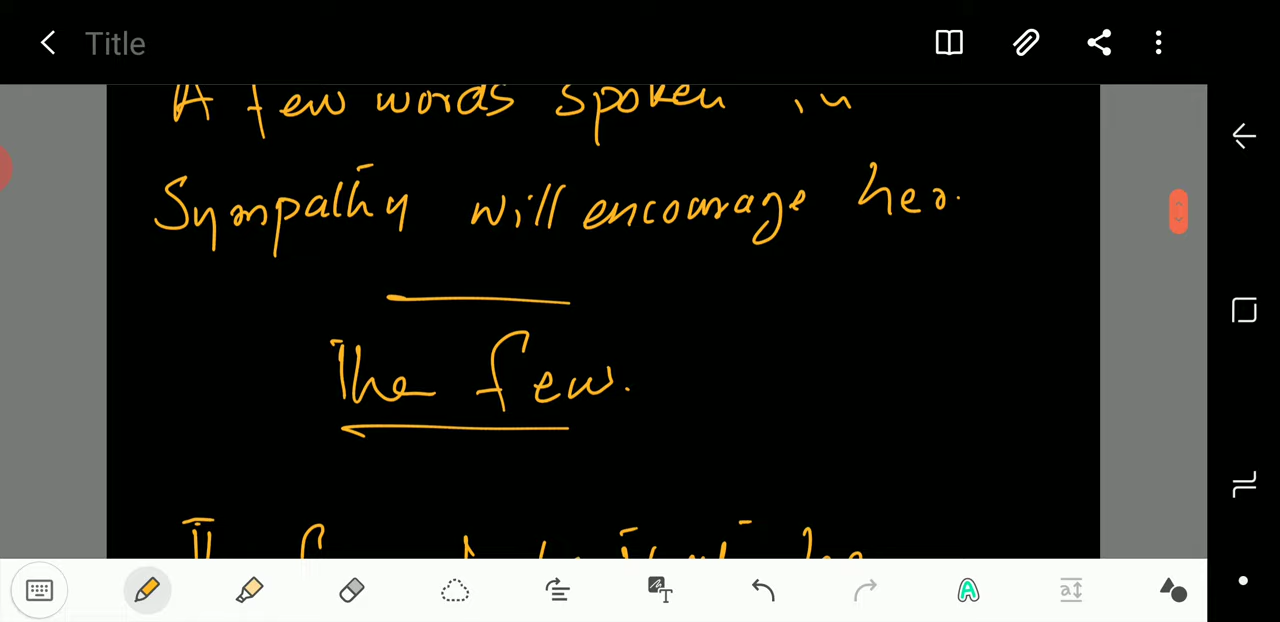 Title
A few words spoken in
Sympathy will encourage her.
The few.